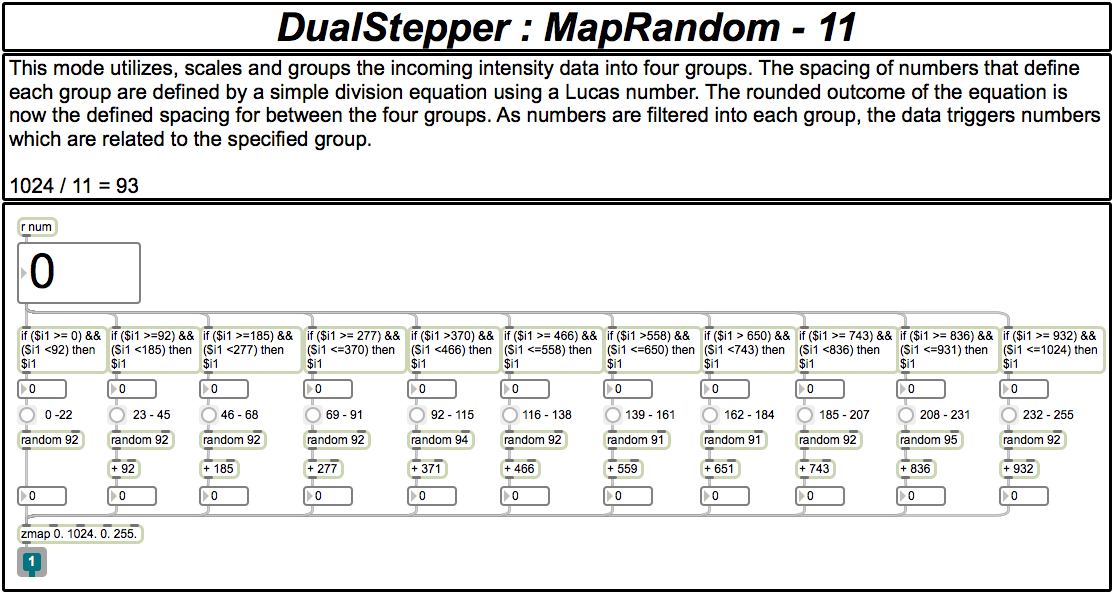 DualStepper : MapRandom - 11
This mode utilizes, scales and groups the incoming intensity data into four groups. The spacing of numbers that define
each group are defined by a simple division equation using a Lucas number. The rounded outcome of the equation is
now the defined spacing for between the four groups. As numbers are filtered into each group, the data triggers numbers
which are related to the specified group.
1024 / 11 = 93
r num
0
if ($i1 >= 0) && if ($i1 >=92) && if ($i1 >=185) && if ($i1 >= 277) && if ($i1 >370) && if ($i1 >= 466) && if ($i1 >558) && if ($i1 > 650) && if ($i1 >= 743) && if ($i1 >= 836) && if ($i1 >= 932) &&
($i1 <92) then ($i1 <185) then ($i1 <277) then ($i1 <=370) then ($i1 <466) then ($i1 <=558) then ($i1 <=650) then ($i1 <743) then ($i1 <836) then ($i1 <=931) then ($i1 <=1024) then
$i1 $i1 $i1 $i1 $i1 $i1 $i1 $i1 $i1 $i1 $i1
0 0 0 0 0 0 0 0 0 0 0
0 -22 23 - 45 46 - 68 69 - 91 92 - 115 116 - 138 139 - 161 162 - 184 185 - 207 208 - 231 232 - 255
random 92 random 92 random 92 random 92 random 94 random 92 random 91 random 91 random 92 random 95 random 92
+ 92 + 185 + 277 + 371 + 466 + 559 + 651 + 743 + 836 + 932
0 0 0 0 0 0 0 0 0 0 0
zmap 0. 1024. 0. 255.
1